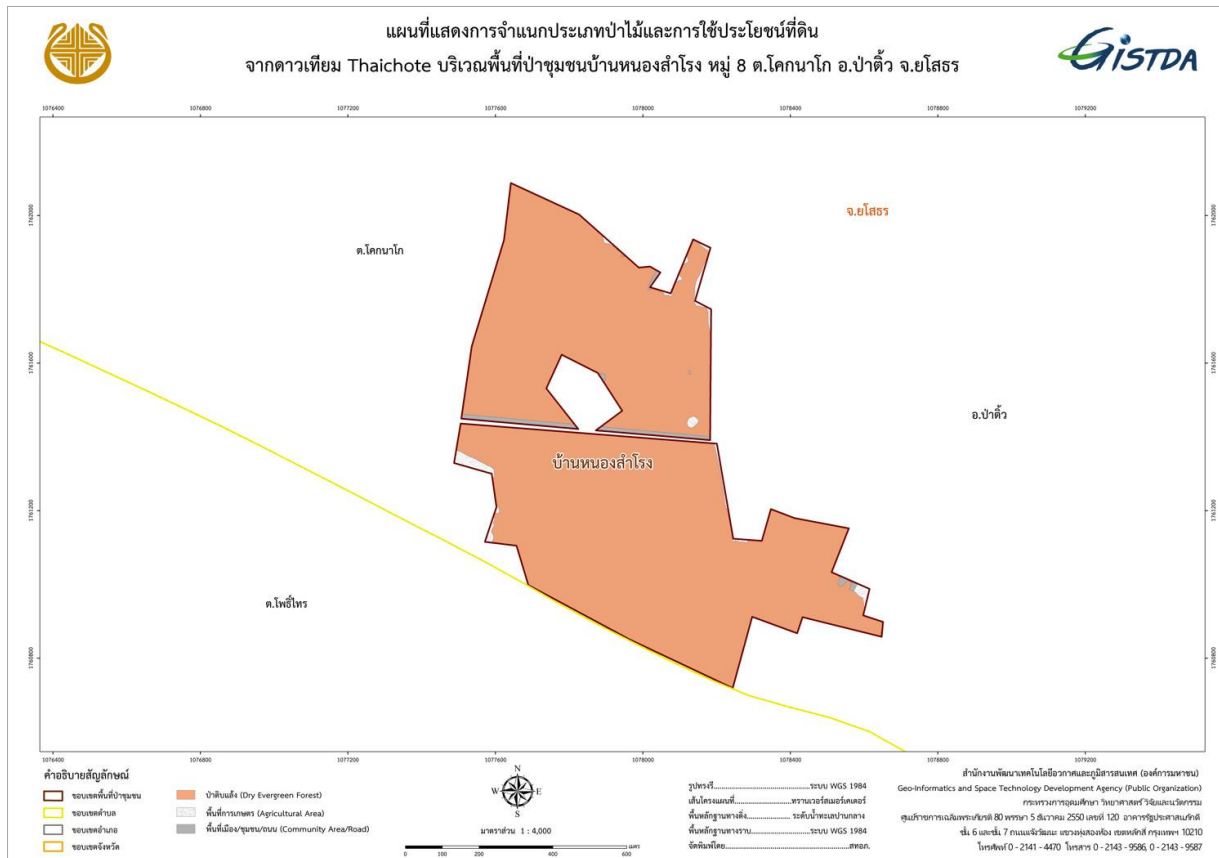 แผนที่แสดงการจำแนกประเภทป่าไม้และการใช้ประโยชน์ที่ดิน
จากดาวเทียม Thaichote บริเวณพื้นที่ป่าชุมชนบ้านหนองสำโรง หมู่ 8 ต.โคกนาโก อ.ป่าติ้ว จ.ยโสธร
GISTDA
1076400 1076800 1077200 1077600 1078000 1078400 1078800 1079200
1762000
1762000
จ.ยโสธร
ต.โคกนาโก
1761600
1761600
อ.ป่าติ้ว
บ้านหนองสำโรง
1761200
1761200
ต.โพธิ์ไทร
1760800
1760800
1076400 1076800 1077200 1077600 1078000 1078400 1078800 1079200
คำอธิบายสัญลักษณ์
ขอบเขตพื้นที่ป่าชุมชน
ขอบเขตตำบล
ขอบเขตอำเภอ
ขอบเขตจังหวัด
ป่าดิบแล้ง (Dry Evergreen Forest)
พื้นที่การเกษตร (Agricultural Area)
พื้นที่เมือง/ชุมชน/ถนน (Community Area/Road)
N
W E
S
มาตราส่วน 1 : 4,000
เมตร
0 100 200 400 600
รูปทรงรี...ระบบ WGS 1984
เส้นโครงแผนที่...ทรานเวอร์สเมอร์เคเตอร์
พื้นหลักฐานทางดิ่ง... ระดับน้ำทะเลปานกลาง
พื้นหลักฐานทางราบ...ระบบ WGS 1984
จัดพิมพ์โดย...สทอภ.
สำนักงานพัฒนาเทคโนโลยีอวกาศและภูมิสารสนเทศ (องค์การมหาชน)
Geo-Informatics and Space Technology Development Agency (Public Organization)
กระทรวงการอุดมศึกษา วิทยาศาสตร์ วิจัยและนวัตกรรม
ศูนย์ราชการเฉลิมพระเกียรติ 80 พรรษา 5 ธันวาคม 2550 เลขที่ 120 อาคารรัฐประศาสนภักดี
ชั้น 6 และชั้น 7 ถนนแจ้งวัฒนะ แขวงทุ่งสองห้อง เขตหลักสี่ กรุงเทพฯ 10210
โทรศัพท์ 0 - 2141 - 4470 โทรสาร 0 - 2143 - 9586, 0 - 2143 - 9587